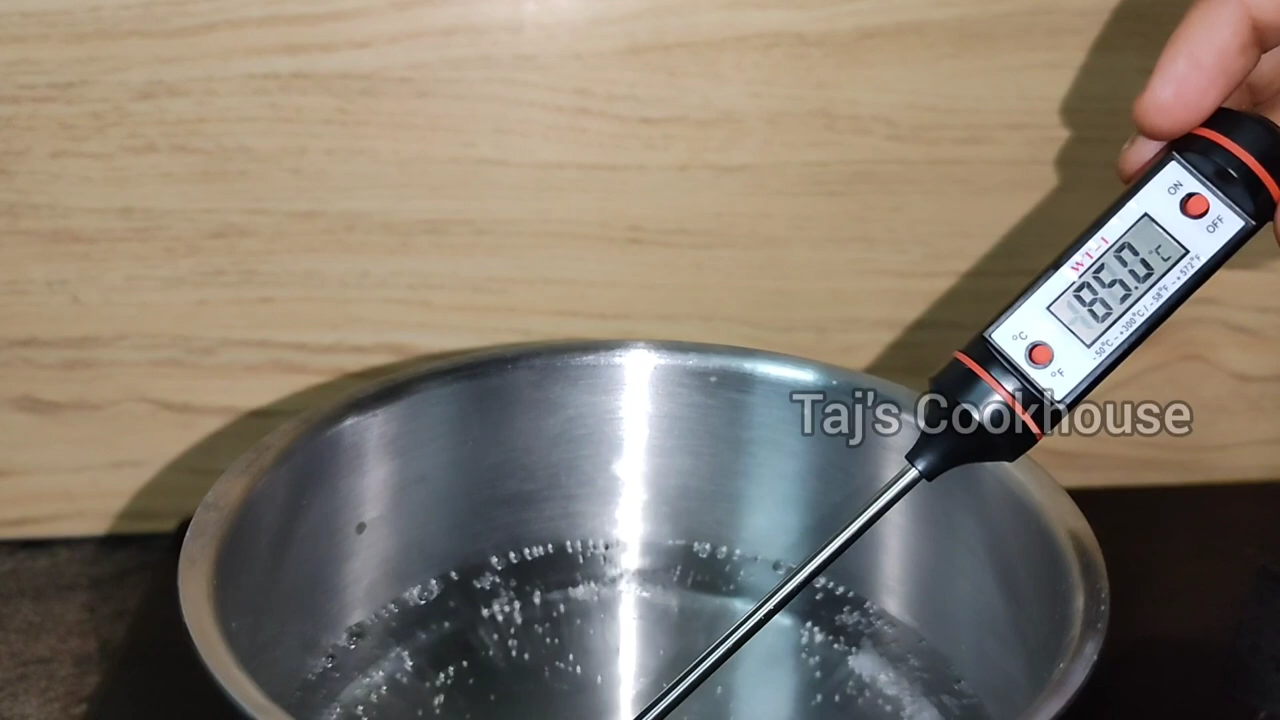 ON
OFF
WT-1
85.0 °C
-50°C~+300°C/-58°F~+572°F
°C
°F
Taj's Cookhouse